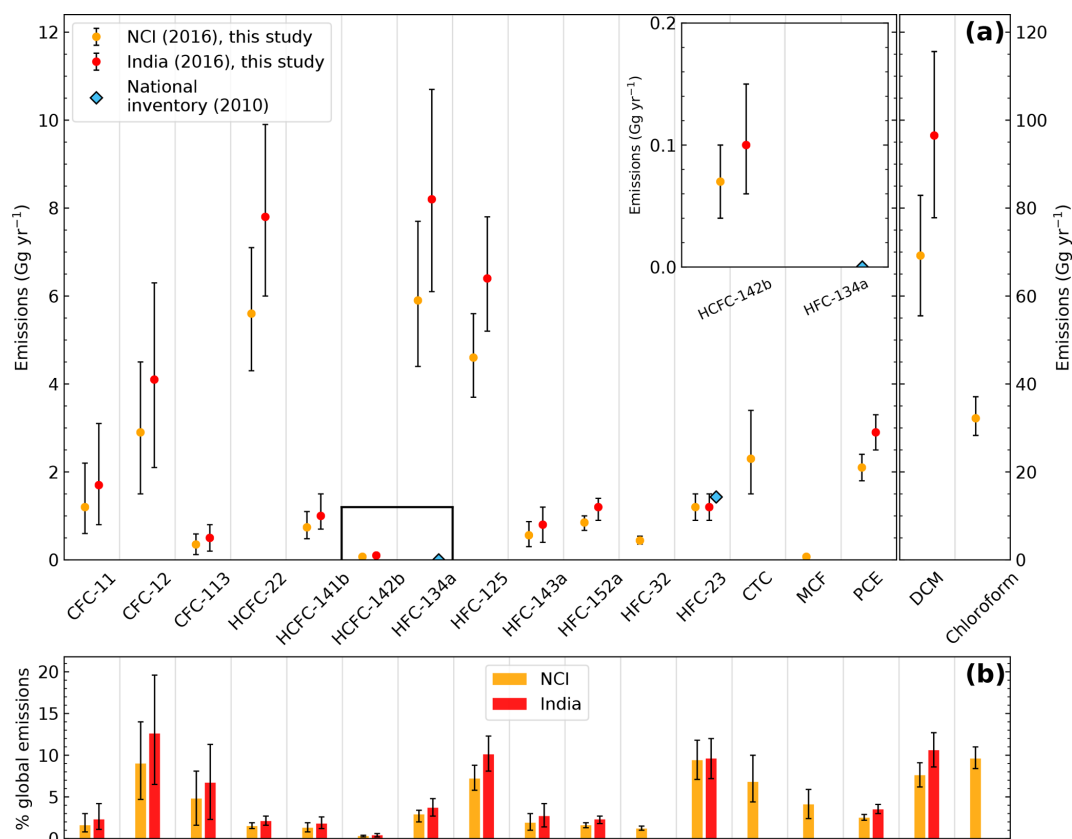 (a)
NCI (2016), this study
India (2016), this study
National
inventory (2010)
12
10
8
6
4
2
0
Emissions (Gg yr⁻¹)
0.2
0.1
0.0
Emissions (Gg yr⁻¹)
HCFC-142b
HFC-134a
120
100
80
60
40
20
0
Emissions (Gg yr⁻¹)
CFC-11
CFC-12
CFC-113
HCFC-22
HCFC-141b
HCFC-142b
HFC-134a
HFC-125
HFC-143a
HFC-152a
HFC-32
HFC-23
CTC
MCF
PCE
DCM
Chloroform
(b)
NCI
India
20
15
10
5
0
% global emissions